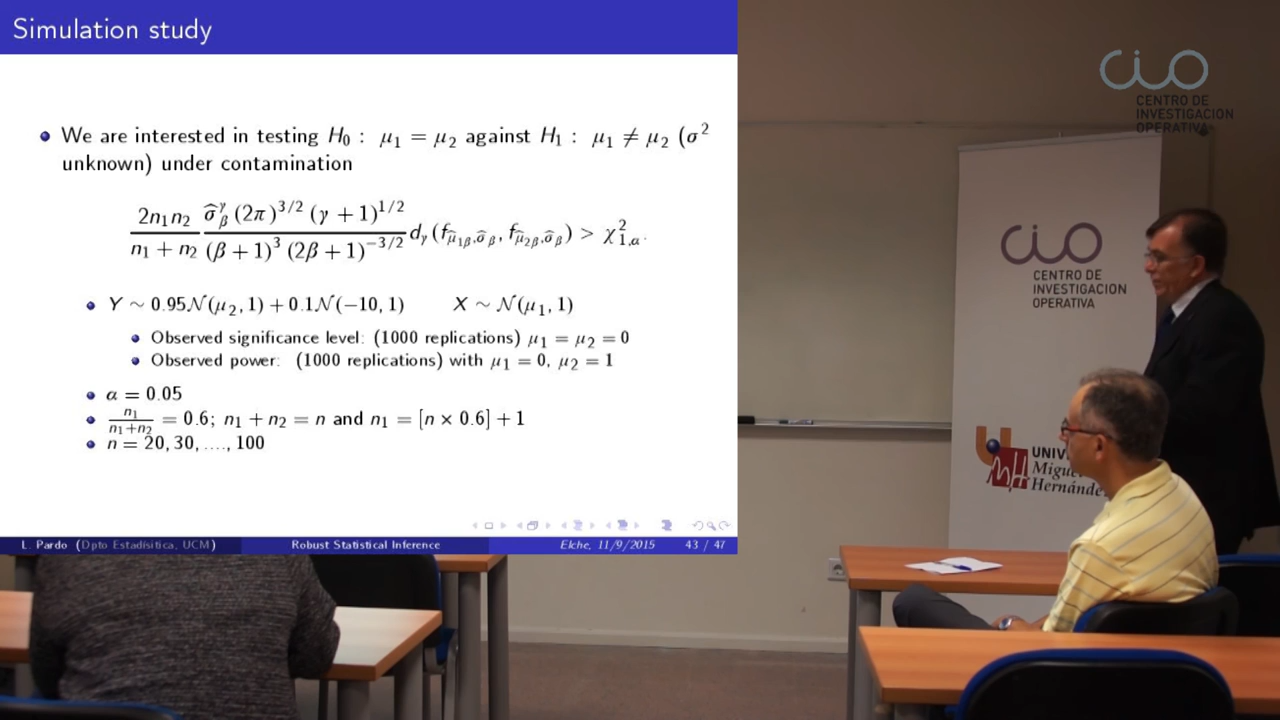 Simulation study
We are interested in testing H₀ : μ₁ = μ₂ against H₁ : μ₁ ≠ μ₂ (σ²
unknown) under contamination
2n₁n₂ / (n₁ + n₂) · σ̂_β^γ (2π)^{3/2} (γ + 1)^{1/2} / ((β + 1)³ (2β + 1)^{−3/2}) d_γ(f_{μ̂₁β,σ̂β}, f_{μ̂₂β,σ̂β}) > χ²_{1,α}.
Y ∼ 0.95𝒩(μ₂, 1) + 0.1𝒩(−10, 1) X ∼ 𝒩(μ₁, 1)
Observed significance level: (1000 replications) μ₁ = μ₂ = 0
Observed power: (1000 replications) with μ₁ = 0, μ₂ = 1
α = 0.05
n₁/(n₁+n₂) = 0.6; n₁ + n₂ = n and n₁ = [n × 0.6] + 1
n = 20, 30, ...., 100
L. Pardo (Dpto Estadísitica, UCM) Robust Statistical Inference Elche, 11/9/2015 43 / 47
CIO
CENTRO DE
INVESTIGACION
OPERATIVA
CIO
CENTRO DE
INVESTIGACION
OPERATIVA
Hernánde